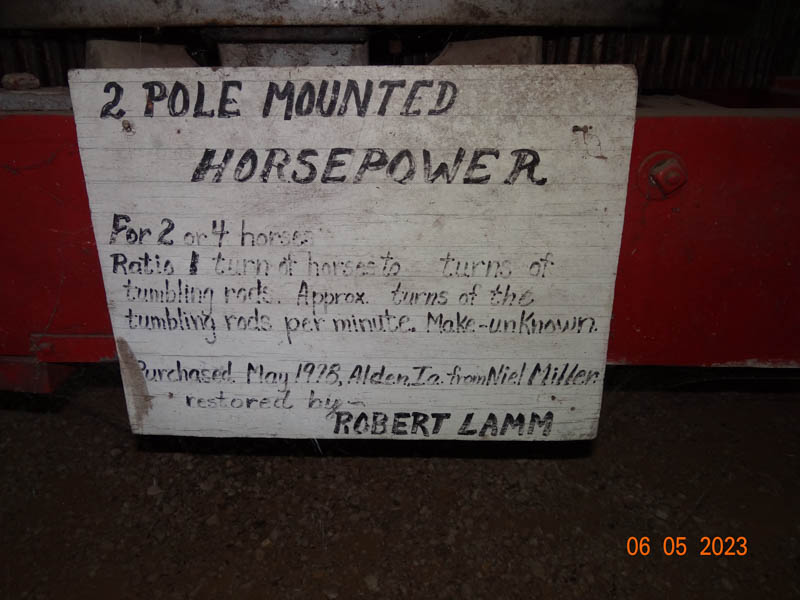 2 POLE MOUNTED
HORSEPOWER
For 2 or 4 horses
Ratio 1 turn of horses to turns of
tumbling rods. Approx. turns of the
tumbling rods per minute. Make-unknown.
Purchased May 1978, Alden, Ia. from Niel Miller
restored by-
ROBERT LAMM
06 05 2023